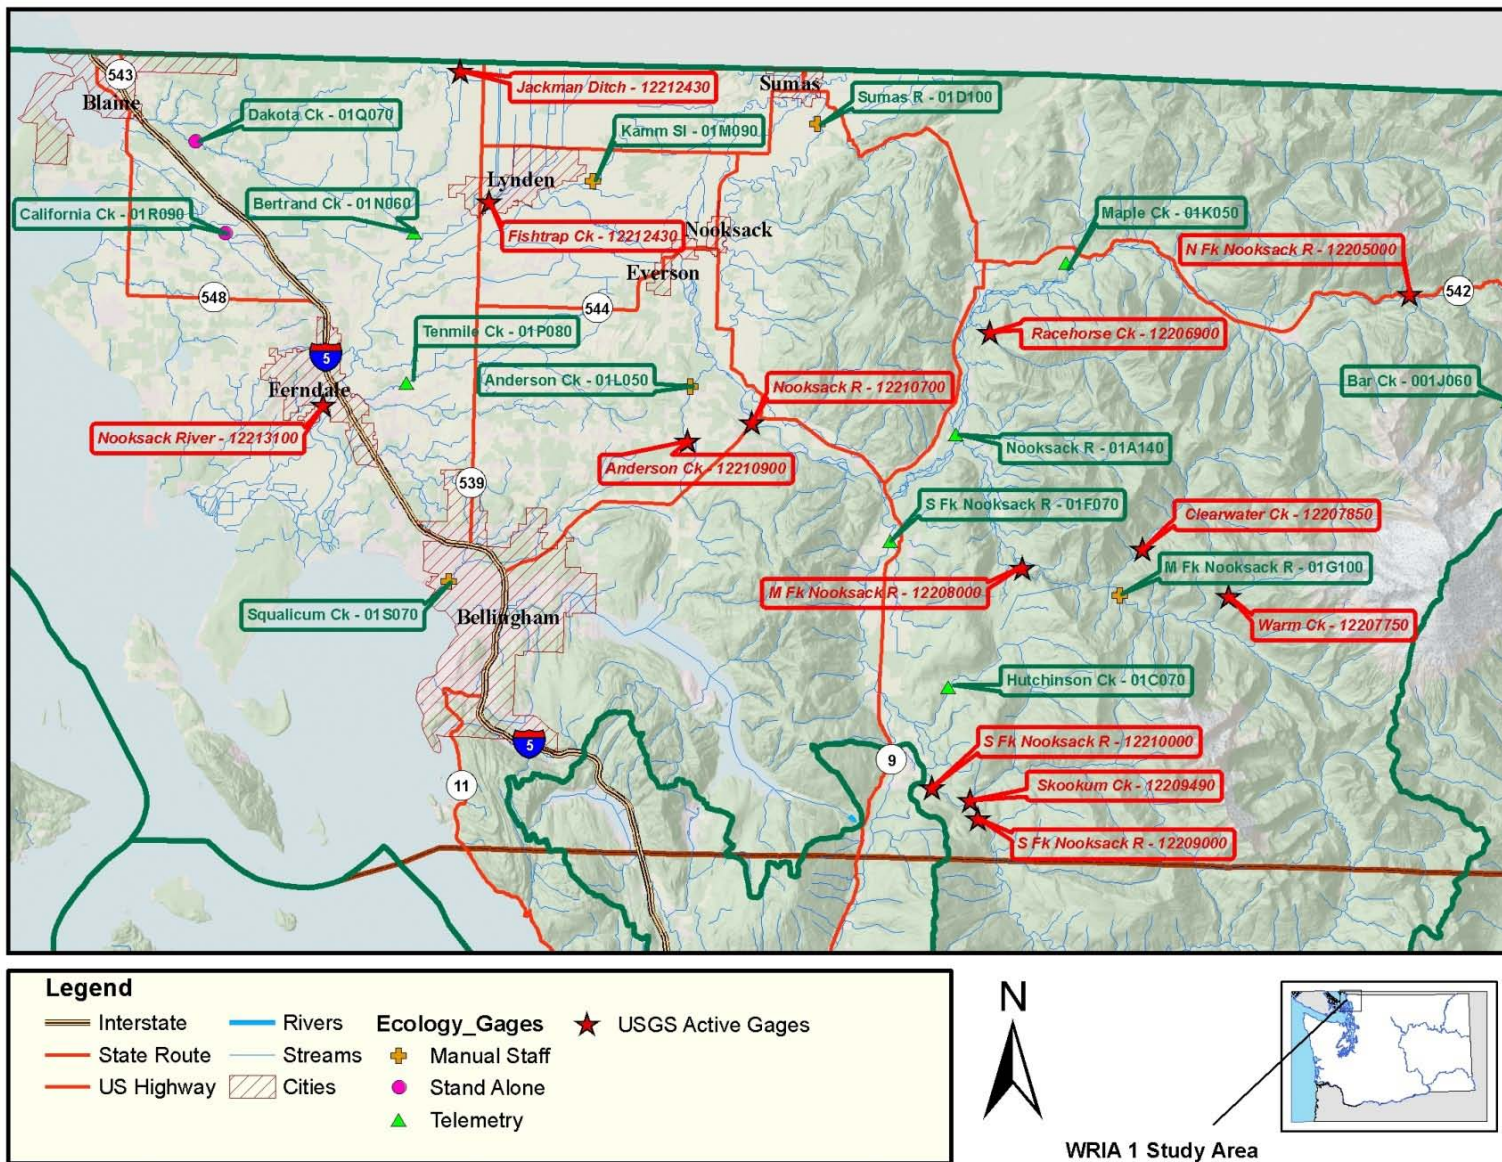 543
Blaine
Jackman Ditch - 12212430
Sumas
Sumas R - 01D100
Dakota Ck - 01Q070
Kamm Sl - 01M090
Lynden
Bertrand Ck - 01N060
California Ck - 01R090
Maple Ck - 01K050
Fishtrap Ck - 12212430
Nooksack
N Fk Nooksack R - 12205000
Everson
548
544
542
Tenmile Ck - 01P080
Racehorse Ck - 12206900
5
Anderson Ck - 01L050
Nooksack R - 12210700
Bar Ck - 001J060
Ferndale
Nooksack River - 12213100
Nooksack R - 01A140
Anderson Ck - 12210900
539
S Fk Nooksack R - 01F070
Clearwater Ck - 12207850
M Fk Nooksack R - 01G100
M Fk Nooksack R - 12208000
Squalicum Ck - 01S070
Bellingham
Warm Ck - 12207750
Hutchinson Ck - 01C070
5
S Fk Nooksack R - 12210000
9
11
Skookum Ck - 12209490
S Fk Nooksack R - 12209000
Legend
Interstate
State Route
US Highway
Rivers
Streams
Cities
Ecology_Gages
Manual Staff
Stand Alone
Telemetry
USGS Active Gages
N
WRIA 1 Study Area